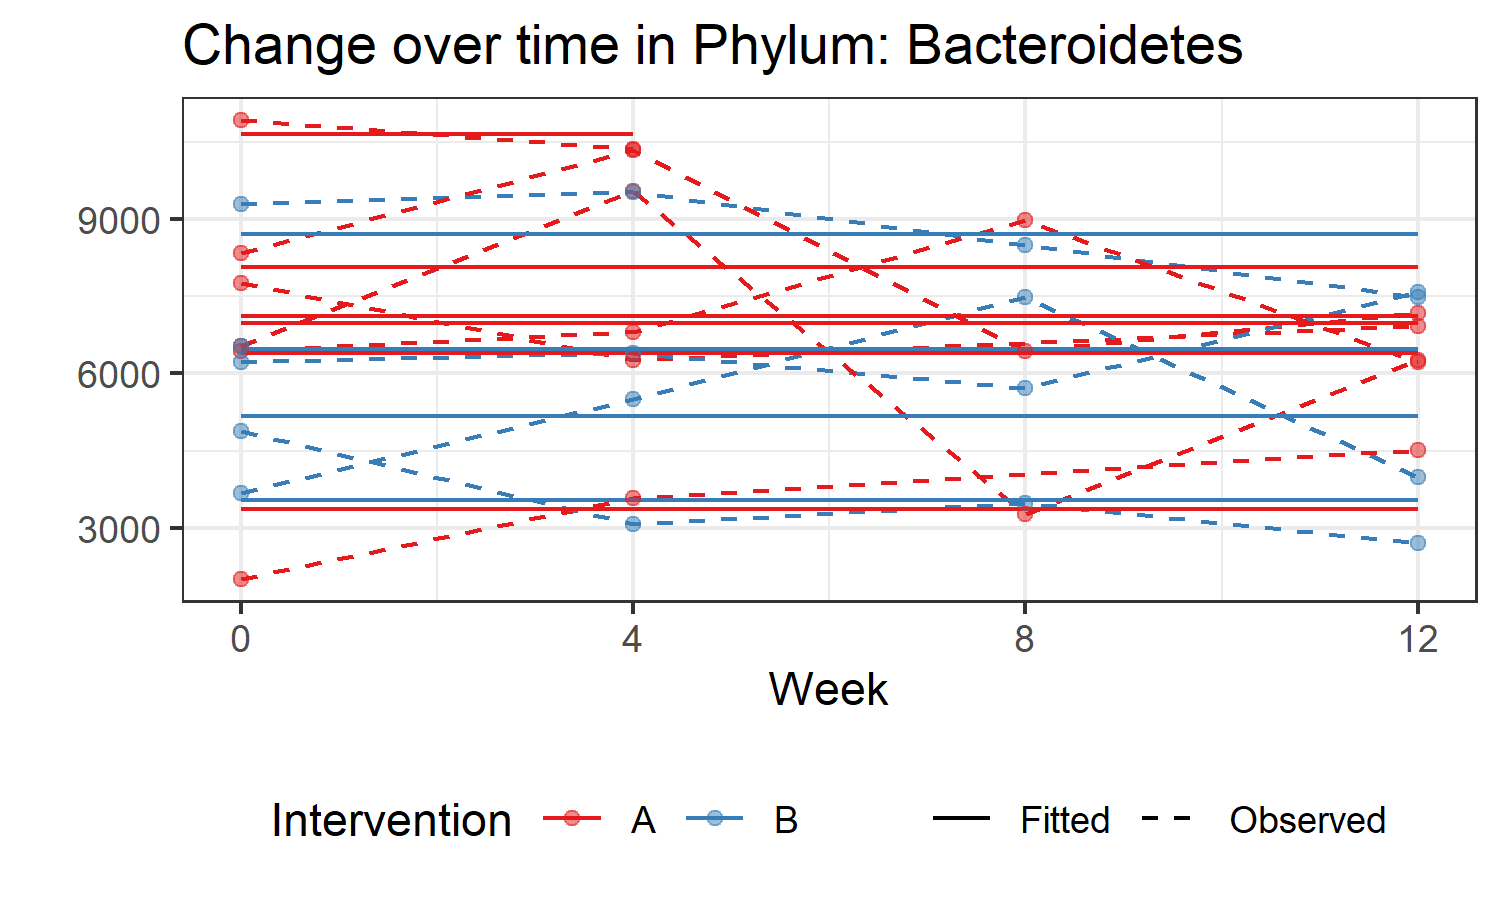 Change over time in Phylum: Bacteroidetes
9000
6000
3000
0 4 8 12
Week
Intervention A B Fitted Observed